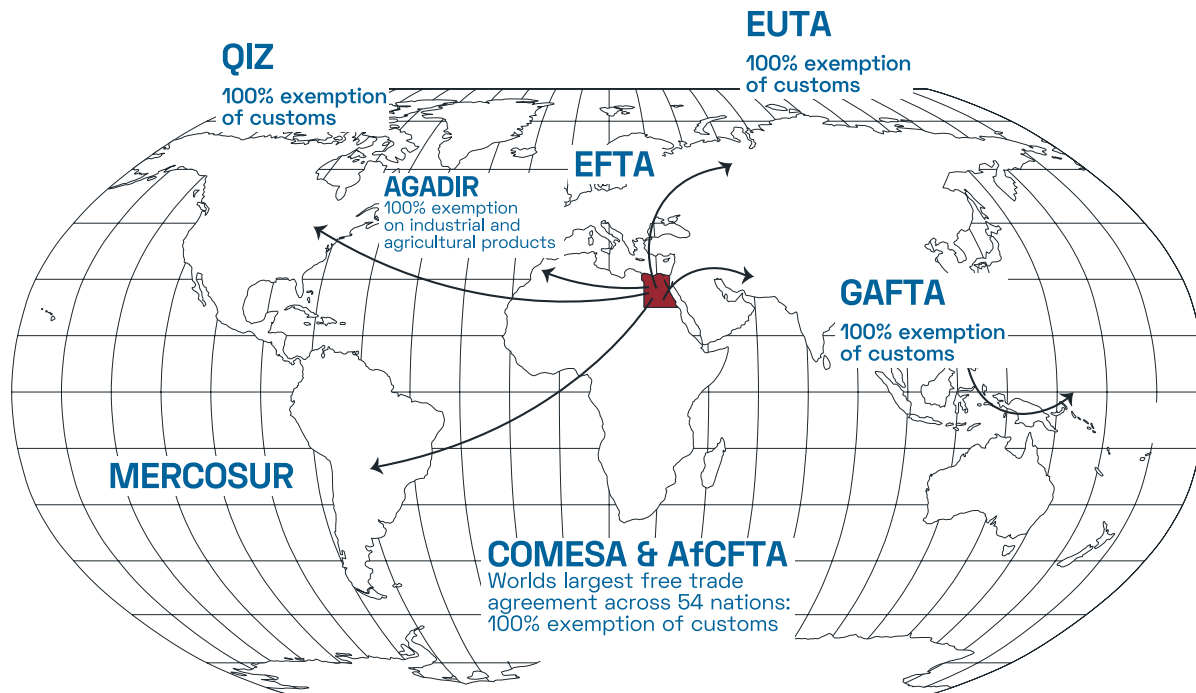 QIZ
100% exemption
of customs
EUTA
100% exemption
of customs
EFTA
AGADIR
100% exemption
on industrial and
agricultural products
GAFTA
100% exemption
of customs
MERCOSUR
COMESA & AfCFTA
Worlds largest free trade
agreement across 54 nations:
100% exemption of customs